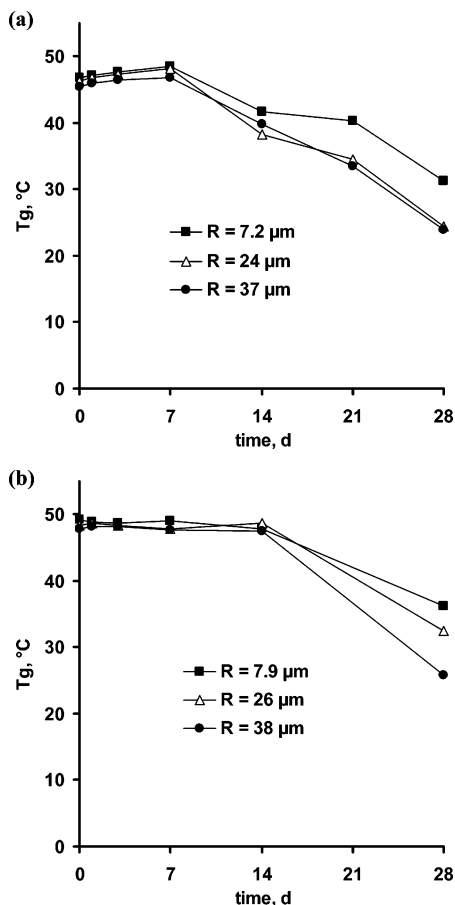 (a)
50
40
30
20
10
0
Tg, °C
R = 7.2 µm
R = 24 µm
R = 37 µm
0 7 14 21 28
time, d
(b)
50
40
30
20
10
0
Tg, °C
R = 7.9 µm
R = 26 µm
R = 38 µm
0 7 14 21 28
time, d